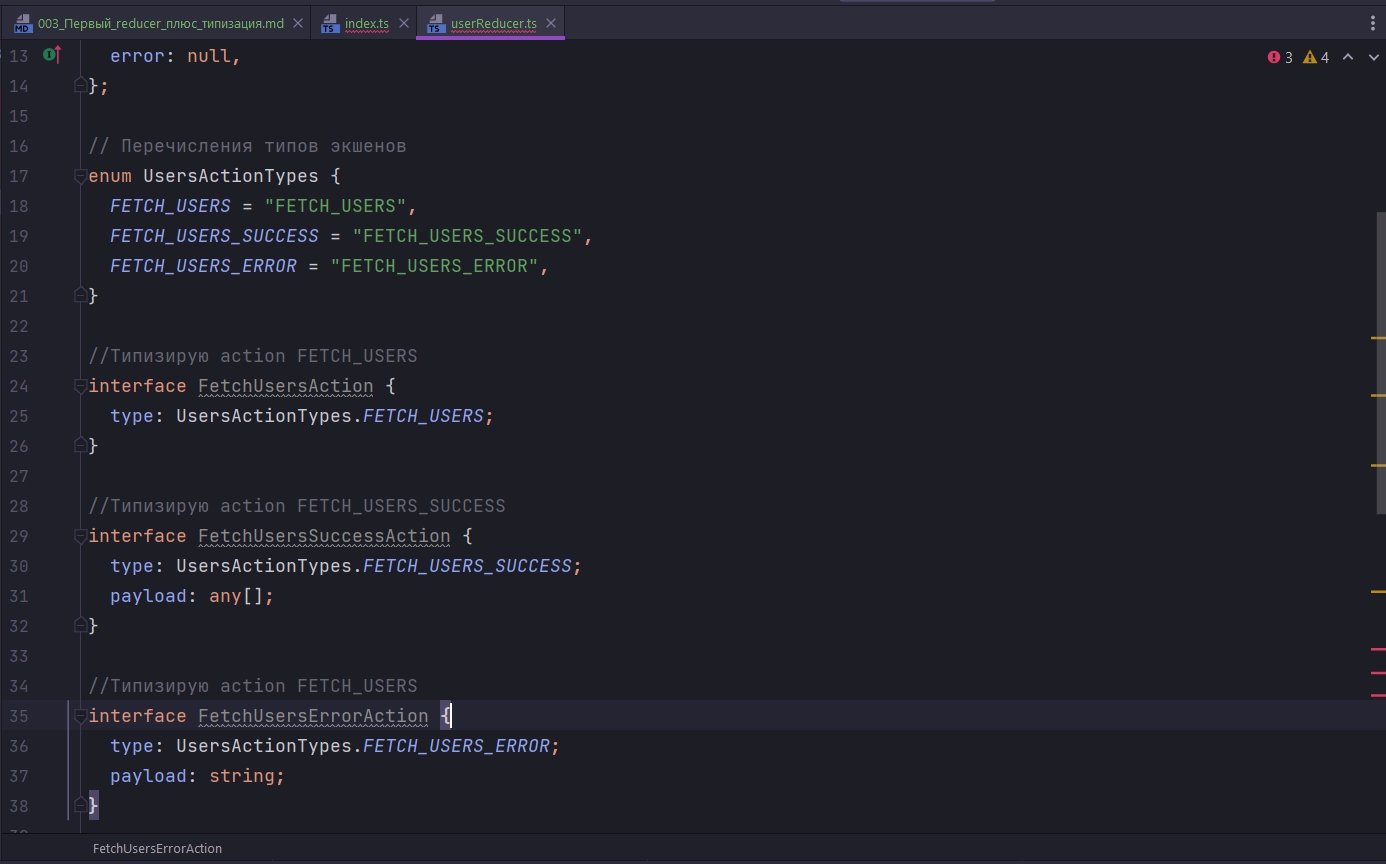 003_Первый_reducer_плюс_типизация.md index.ts userReducer.ts
3 4
13 error: null,
14 };
15
16 // Перечисления типов экшенов
17 enum UsersActionTypes {
18 FETCH_USERS = "FETCH_USERS",
19 FETCH_USERS_SUCCESS = "FETCH_USERS_SUCCESS",
20 FETCH_USERS_ERROR = "FETCH_USERS_ERROR",
21 }
22
23 //Типизирую action FETCH_USERS
24 interface FetchUsersAction {
25 type: UsersActionTypes.FETCH_USERS;
26 }
27
28 //Типизирую action FETCH_USERS_SUCCESS
29 interface FetchUsersSuccessAction {
30 type: UsersActionTypes.FETCH_USERS_SUCCESS;
31 payload: any[];
32 }
33
34 //Типизирую action FETCH_USERS
35 interface FetchUsersErrorAction {
36 type: UsersActionTypes.FETCH_USERS_ERROR;
37 payload: string;
38 }
FetchUsersErrorAction